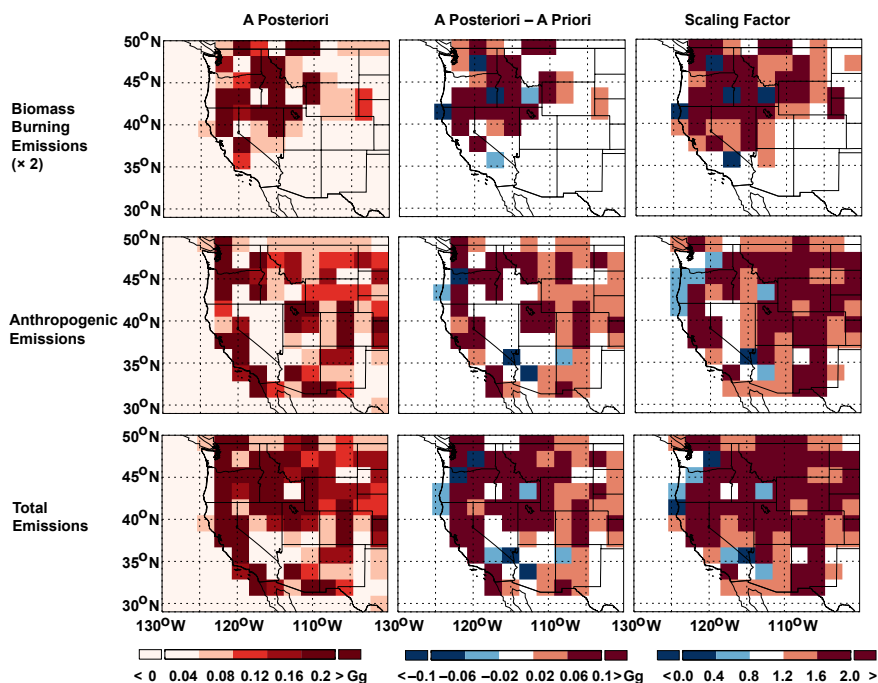 A Posteriori A Posteriori – A Priori Scaling Factor
50° N
45° N
40° N
35° N
30° N
Biomass
Burning
Emissions
(× 2)
50° N
45° N
40° N
35° N
30° N
Anthropogenic
Emissions
50° N
45° N
40° N
35° N
30° N
Total
Emissions
130°W 120°W 110°W 130°W 120°W 110°W 130°W 120°W 110°W
< 0 0.04 0.08 0.12 0.16 0.2 > Gg
<−0.1 −0.06 −0.02 0.02 0.06 0.1 > Gg
<0.0 0.4 0.8 1.2 1.6 2.0 >